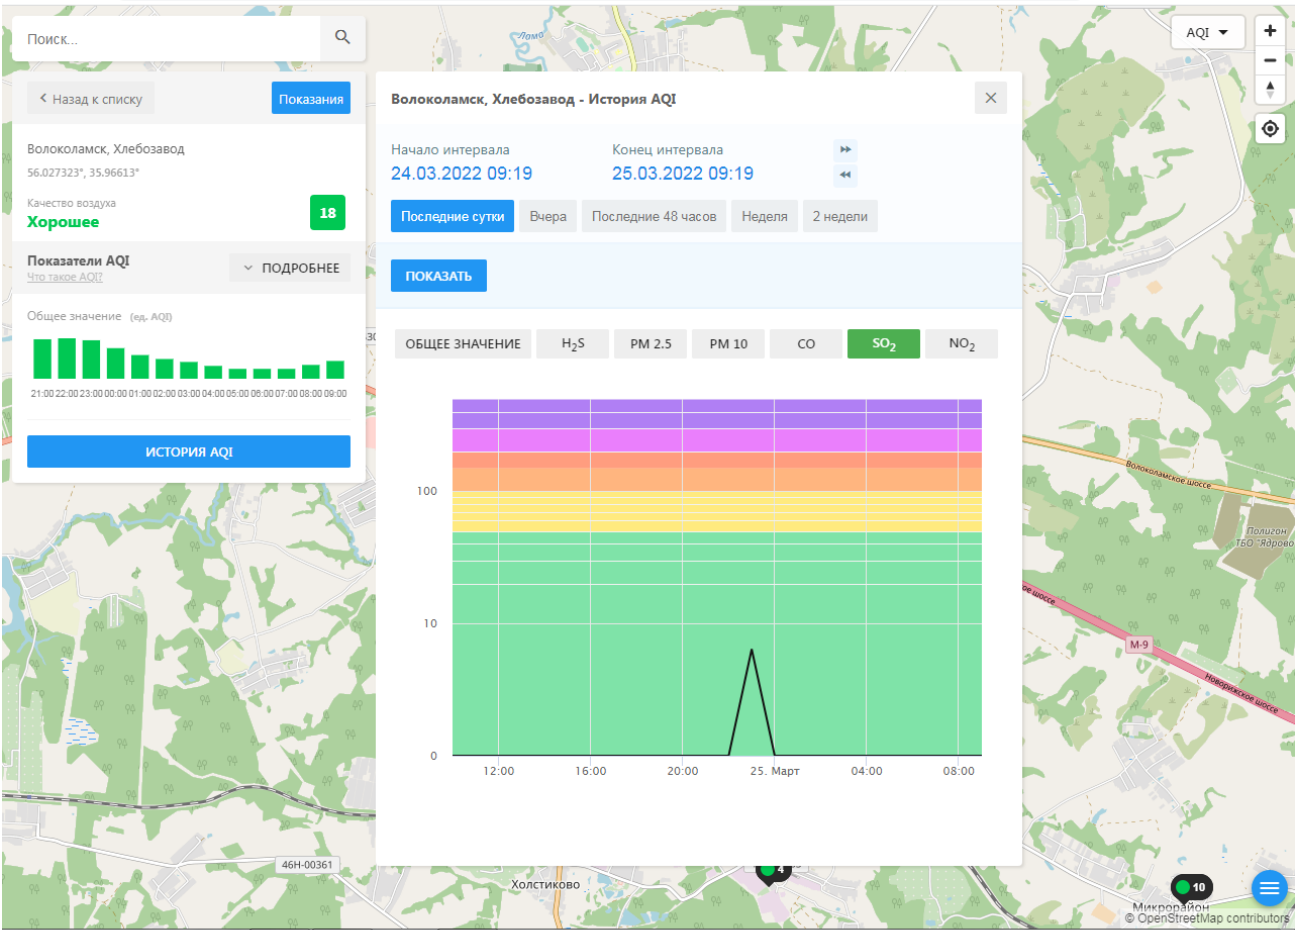 Поиск...
AQI
Лама
Назад к списку
Показания
Волоколамск, Хлебозавод
56.027323°, 35.96613°
Качество воздуха
Хорошее
18
Показатели AQI
Что такое AQI?
ПОДРОБНЕЕ
Общее значение (ед. AQI)
21:00 22:00 23:00 00:00 01:00 02:00 03:00 04:00 05:00 06:00 07:00 08:00 09:00
ИСТОРИЯ AQI
Волоколамск, Хлебозавод - История AQI
Начало интервала
24.03.2022 09:19
Конец интервала
25.03.2022 09:19
Последние сутки
Вчера
Последние 48 часов
Неделя
2 недели
ПОКАЗАТЬ
ОБЩЕЕ ЗНАЧЕНИЕ
H2S
PM 2.5
PM 10
CO
SO2
NO2
100
10
0
12:00 16:00 20:00 25. Март 04:00 08:00
Волоколамское шоссе
Полигон
ТБО "Ядрово"
М-9
Новорижское шоссе
46Н-00361
Холстиково
4
10
Микрорайон
© OpenStreetMap contributors